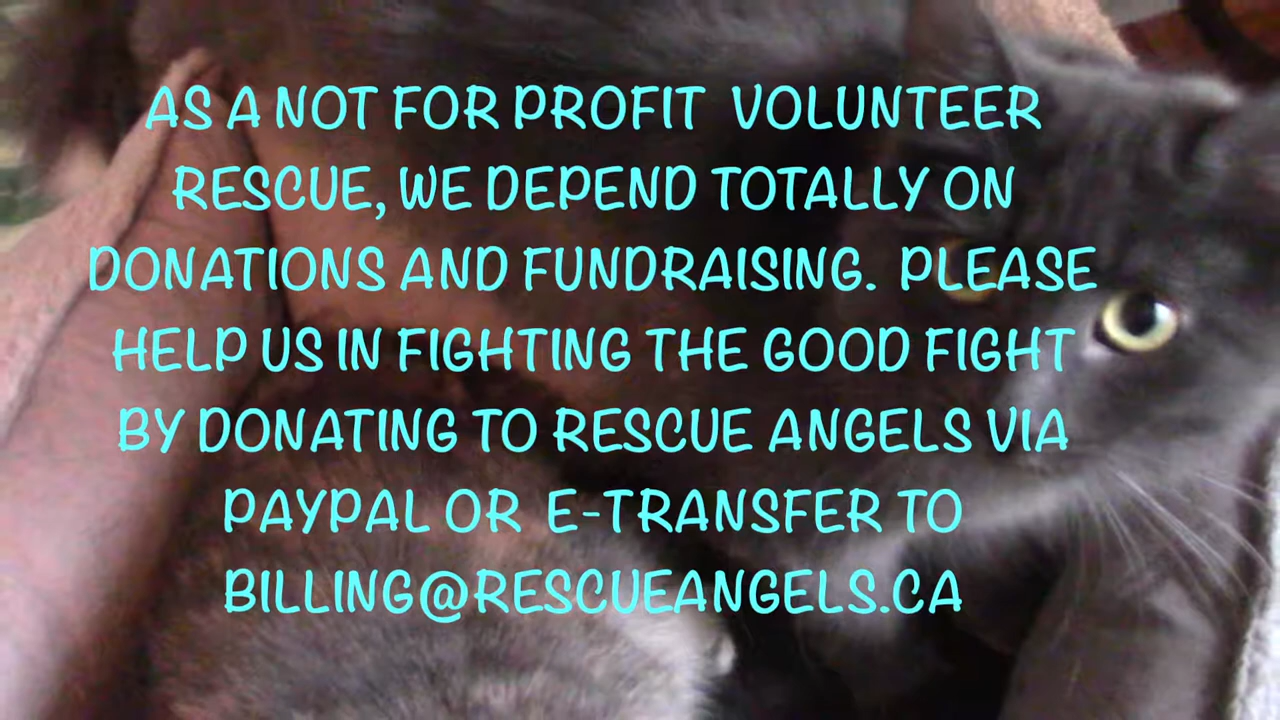 AS A NOT FOR PROFIT VOLUNTEER
RESCUE, WE DEPEND TOTALLY ON
DONATIONS AND FUNDRAISING. PLEASE
HELP US IN FIGHTING THE GOOD FIGHT
BY DONATING TO RESCUE ANGELS VIA
PAYPAL OR E-TRANSFER TO
BILLING@RESCUEANGELS.CA